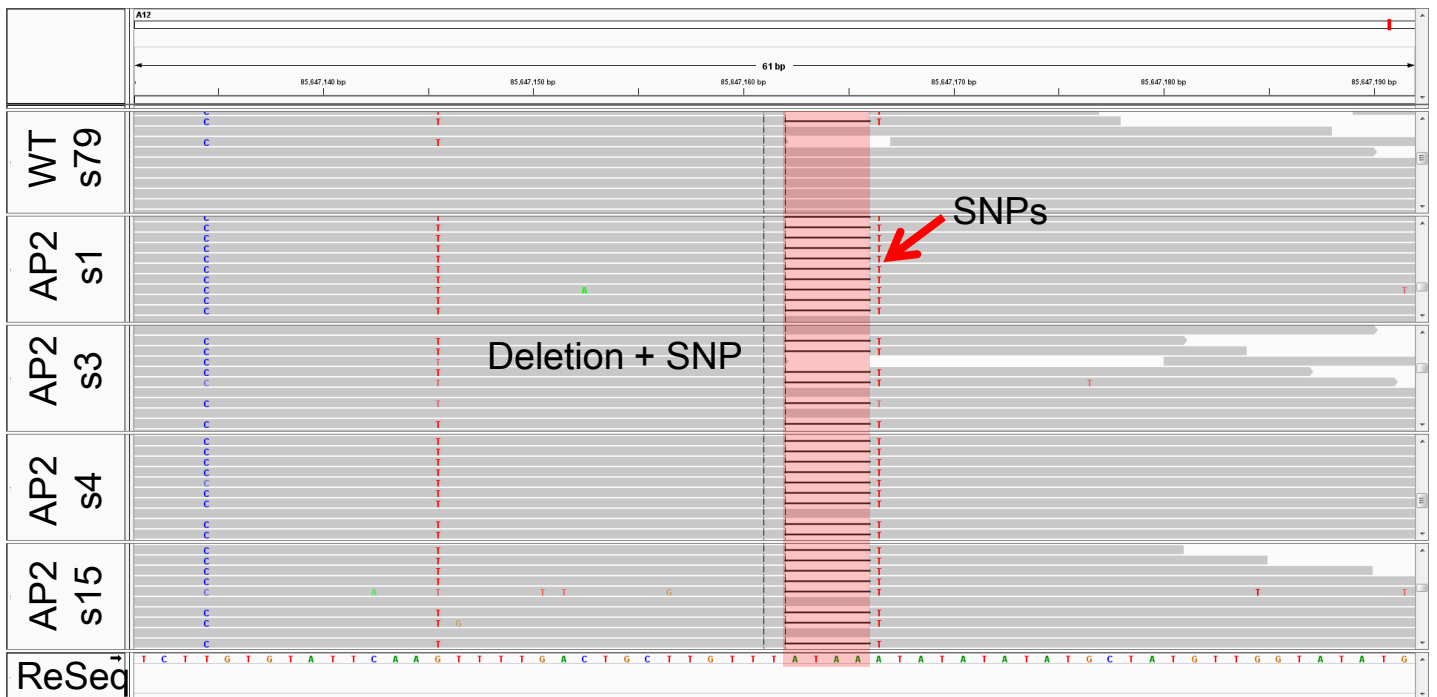 A12
61 bp
85,647,140 bp 85,647,150 bp 85,647,160 bp 85,647,170 bp 85,647,180 bp 85,647,190 bp
WT
s79
C T T
C T T
C T
AP2
s1
SNPs
C T T
C T T
C T T
C T T
C T T
C T T
C T T
C T A T T
C T T
C T T
AP2
s3
Deletion + SNP
C T T
C T T
C T
C T T
C T T T
C T T
C T T
AP2
s4
C T T
C T T
C T T
C T T
C T T
C T T
C T T
C T T
C T T
AP2
s15
C T T
C T T
C T T
C T T
C A T T T G T T T
C T T
C T G T
C T T
ReSeq
T C T T G T G T A T T C A A G T T T T G A C T G C T T G T T T A T A A A T A T A T A T A T G C T A T G T T G G T A T A T G